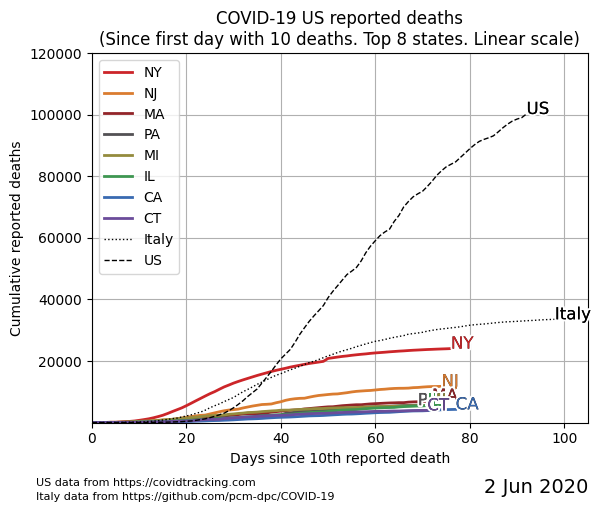 COVID-19 US reported deaths
(Since first day with 10 deaths. Top 8 states. Linear scale)
120000
100000
80000
60000
40000
20000
Cumulative reported deaths
NY
NJ
MA
PA
MI
IL
CA
CT
Italy
US
US
Italy
NY
NJ
MA
CT
CA
0
20
40
60
80
100
Days since 10th reported death
US data from https://covidtracking.com
Italy data from https://github.com/pcm-dpc/COVID-19
2 Jun 2020